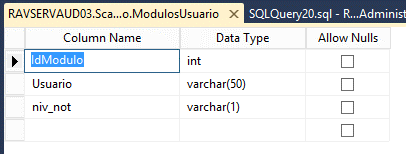 RAVSERVAUD03.Sca...o.ModulosUsuario SQLQuery20.sql - R...Administ
Column Name Data Type Allow Nulls
IdModulo int
Usuario varchar(50)
niv_not varchar(1)